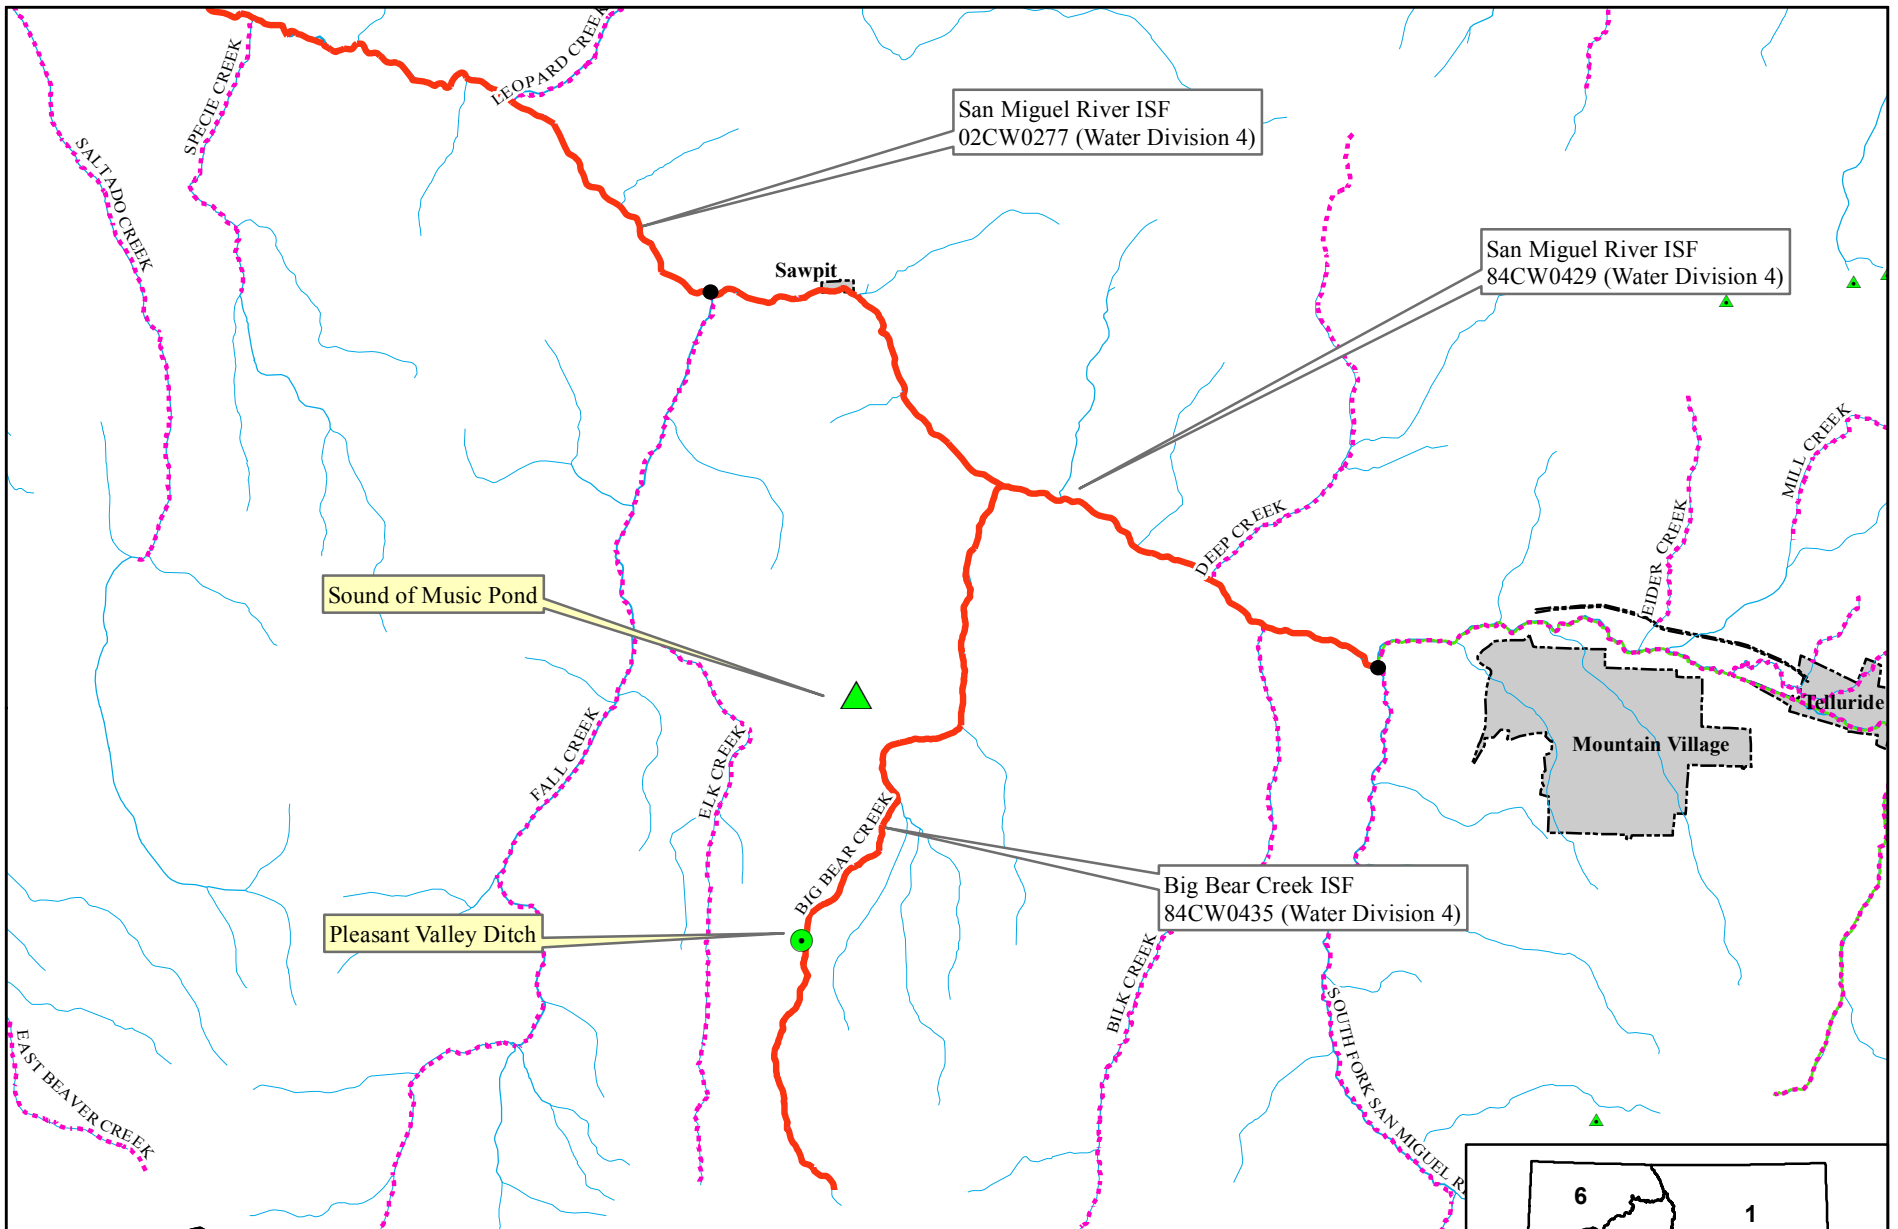 LEOPARD CREEK
SPECIE CREEK
SALTADO CREEK
San Miguel River ISF
02CW0277 (Water Division 4)
San Miguel River ISF
84CW0429 (Water Division 4)
Sawpit
MILL CREEK
DEEP CREEK
EIDER CREEK
Sound of Music Pond
Telluride
Mountain Village
FALL CREEK
ELK CREEK
BIG BEAR CREEK
Big Bear Creek ISF
84CW0435 (Water Division 4)
Pleasant Valley Ditch
BILK CREEK
SOUTH FORK SAN MIGUEL RI
EAST BEAVER CREEK
6
1